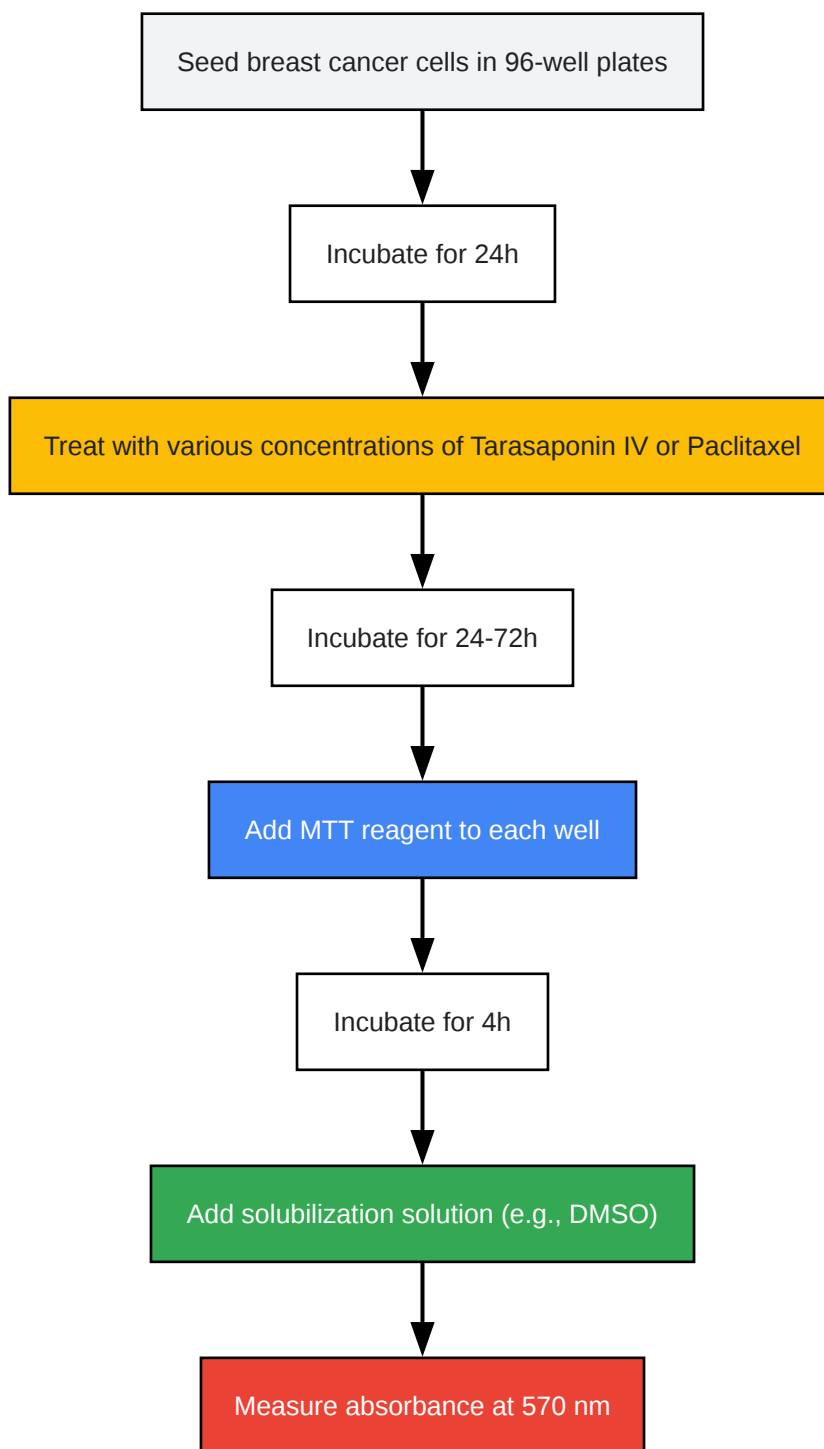 Seed breast cancer cells in 96-well plates
Incubate for 24h
Treat with various concentrations of Tarasaponin IV or Paclitaxel
Incubate for 24-72h
Add MTT reagent to each well
Incubate for 4h
Add solubilization solution (e.g., DMSO)
Measure absorbance at 570 nm